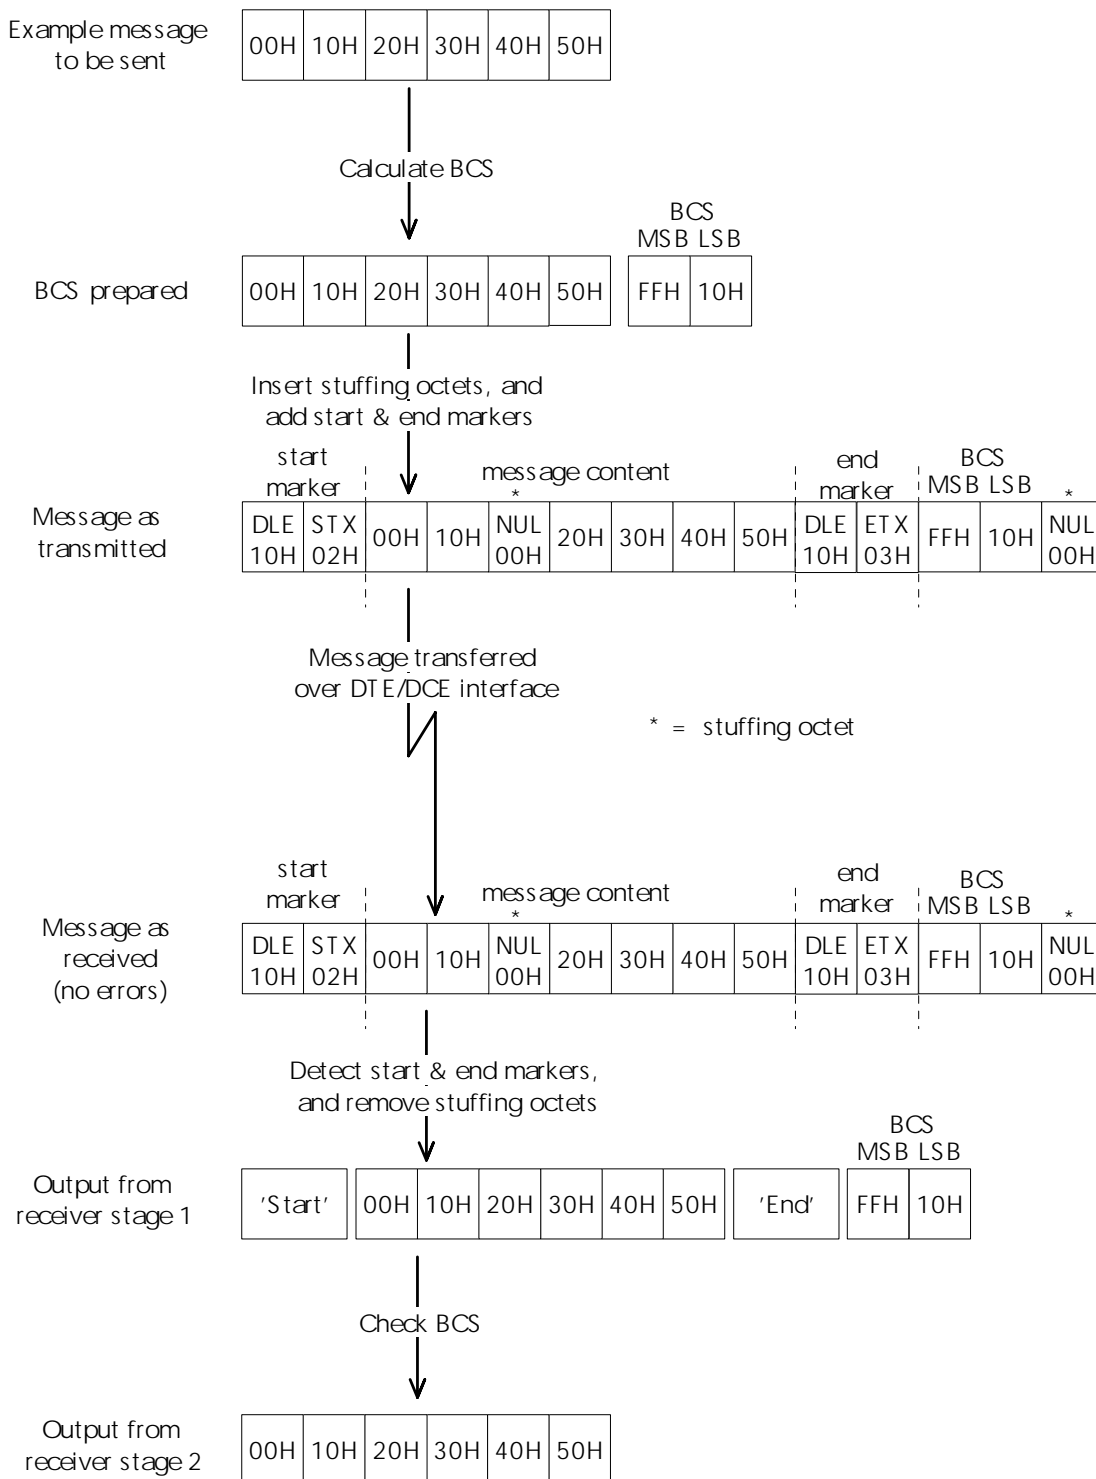 Example message
to be sent
00H 10H 20H 30H 40H 50H
Calculate BCS
BCS
MSB LSB
BCS prepared
00H 10H 20H 30H 40H 50H FFH 10H
Insert stuffing octets, and
add start & end markers
start
marker
message content
end
marker
BCS
MSB LSB
* *
Message as
transmitted
DLE STX 00H 10H NUL 20H 30H 40H 50H DLE ETX FFH 10H NUL
10H 02H 00H 10H 03H 00H
Message transferred
over DTE/DCE interface
* = stuffing octet
start
marker
message content
end
marker
BCS
MSB LSB
* *
Message as
received
(no errors)
DLE STX 00H 10H NUL 20H 30H 40H 50H DLE ETX FFH 10H NUL
10H 02H 00H 10H 03H 00H
Detect start & end markers,
and remove stuffing octets
BCS
MSB LSB
Output from
receiver stage 1
'Start' 00H 10H 20H 30H 40H 50H 'End' FFH 10H
Check BCS
Output from
receiver stage 2
00H 10H 20H 30H 40H 50H